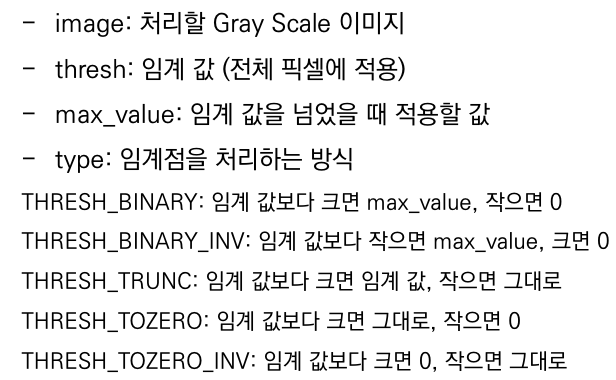 - image: 처리할 Gray Scale 이미지
- thresh: 임계 값 (전체 픽셀에 적용)
- max_value: 임계 값을 넘었을 때 적용할 값
- type: 임계점을 처리하는 방식
THRESH_BINARY: 임계 값보다 크면 max_value, 작으면 0
THRESH_BINARY_INV: 임계 값보다 작으면 max_value, 크면 0
THRESH_TRUNC: 임계 값보다 크면 임계 값, 작으면 그대로
THRESH_TOZERO: 임계 값보다 크면 그대로, 작으면 0
THRESH_TOZERO_INV: 임계 값보다 크면 0, 작으면 그대로